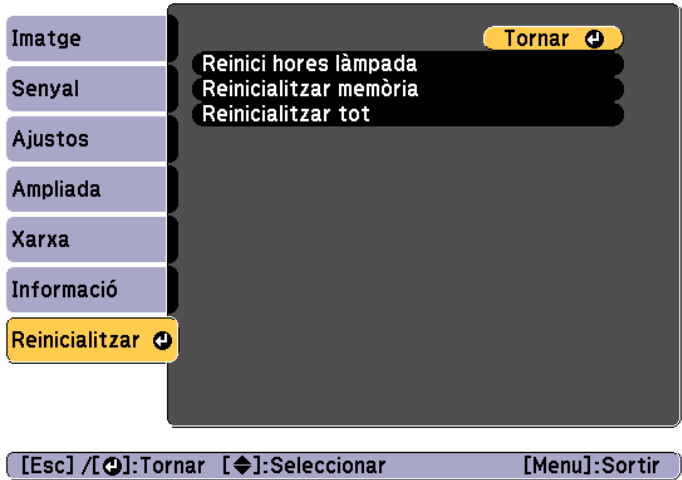 Imatge
Senyal
Ajustos
Ampliada
Xarxa
Informació
Reinicialitzar
Tornar
Reinici hores làmpada
Reinicialitzar memòria
Reinicialitzar tot
[Esc] /[⏎]:Tornar [◆]:Seleccionar [Menu]:Sortir